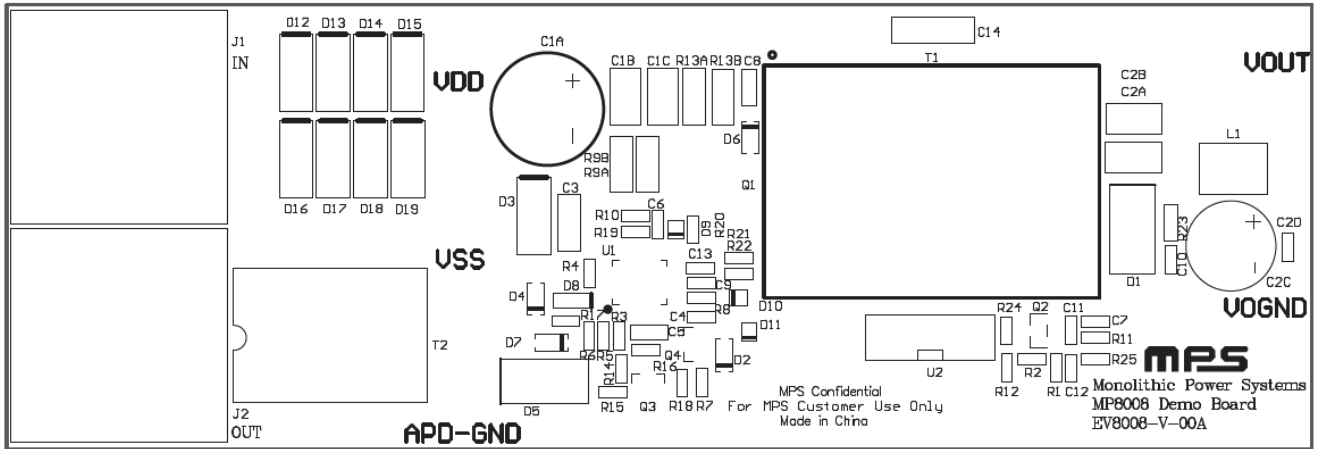 D12 D13 D14 D15
J1
IN
VDD
C1A
C1B C1C R13A R13B C8
C14
T1
VOUT
C2B
C2A
L1
D6
R9B
R9A
Q1
D16 D17 D18 D19
D3
C3
C6
R10
R19
D9
R20
R21
R22
R23
C2D
U1
VSS
R4
C13
C10
D1
C2C
D4
D8
C9
R8
D10
VOGND
R17
R3
C4
D11
R24
Q2
C11
C7
R11
D7
R6
R5
C5
Q4
D2
T2
R14
R16
U2
R2
R25
MPS
R12
R1
C12
Monolithic Power Systems
MP8008 Demo Board
EV8008-V-00A
MPS Confidential
For MPS Customer Use Only
Made in China
D5
R15
Q3
R18
R7
J2
OUT
APD-GND